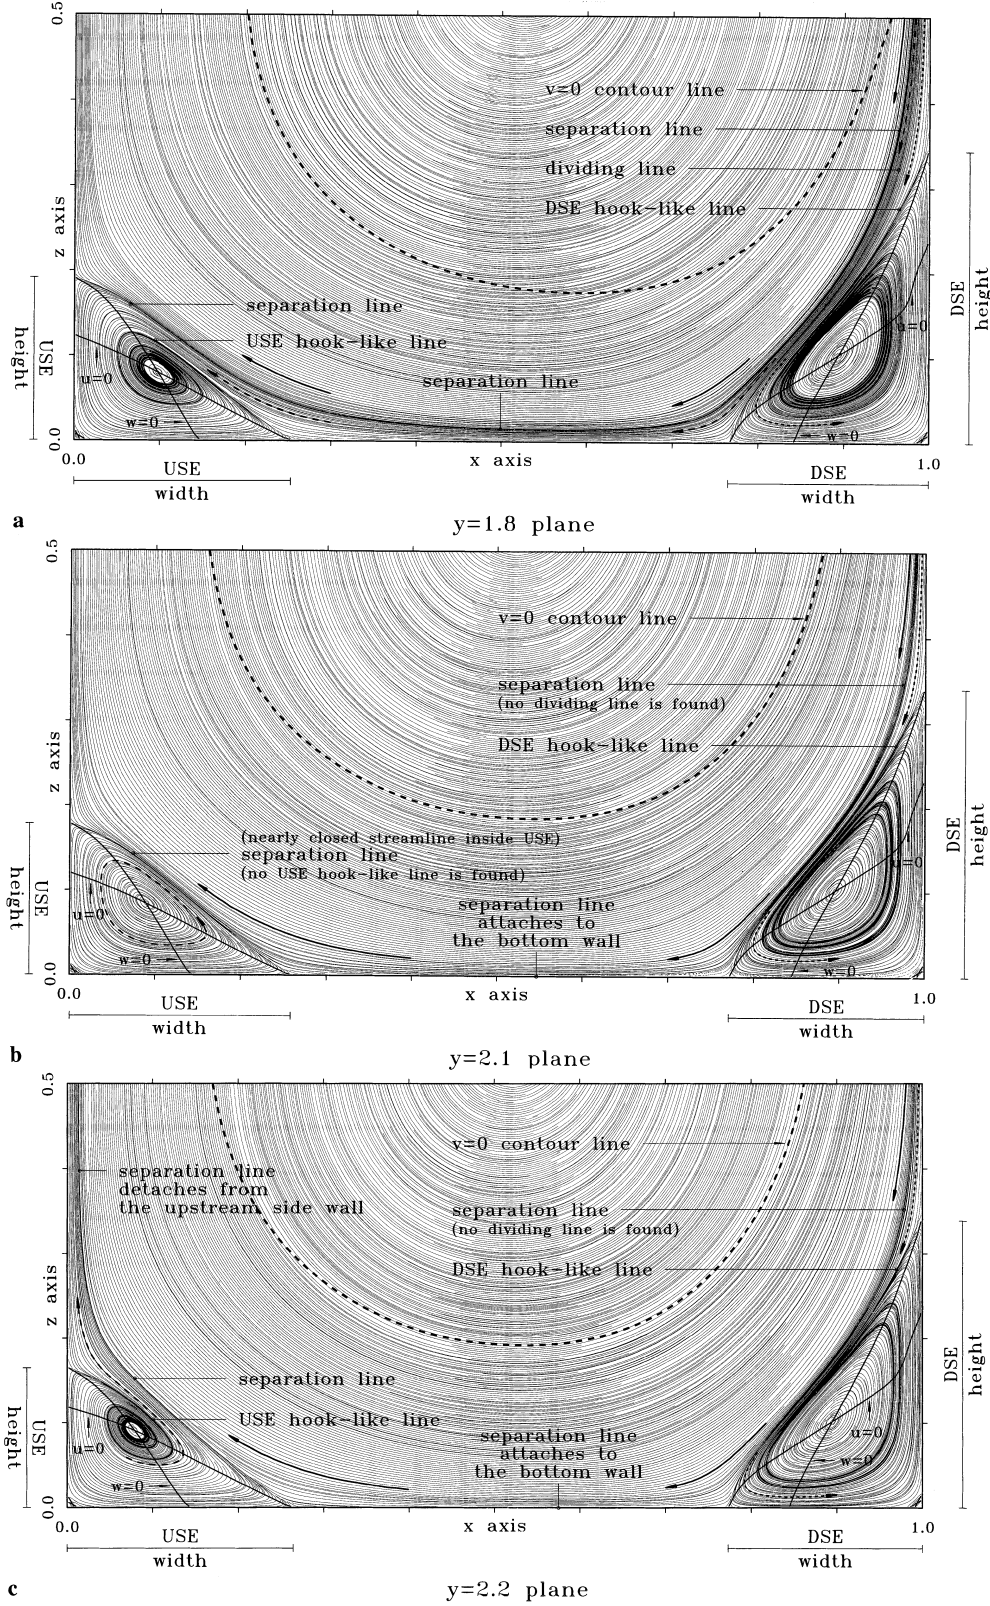 0.5
z axis
0.0
v=0 contour line
separation line
dividing line
DSE hook-like line
separation line
USE hook-like line
separation line
u=0
w=0
u=0
w=0
USE
height
DSE
height
0.0
x axis
1.0
USE
width
DSE
width
a
y=1.8 plane
0.5
z axis
0.0
v=0 contour line
separation line
(no dividing line is found)
DSE hook-like line
(nearly closed streamline inside USE)
separation line
(no USE hook-like line is found)
separation line
attaches to
the bottom wall
u=0
w=0
u=0
w=0
USE
height
DSE
height
0.0
x axis
1.0
USE
width
DSE
width
b
y=2.1 plane
0.5
z axis
0.0
v=0 contour line
separation line
detaches from
the upstream side wall
separation line
(no dividing line is found)
DSE hook-like line
separation line
USE hook-like line
separation line
attaches to
the bottom wall
u=0
w=0
u=0
w=0
USE
height
DSE
height
0.0
x axis
1.0
USE
width
DSE
width
c
y=2.2 plane